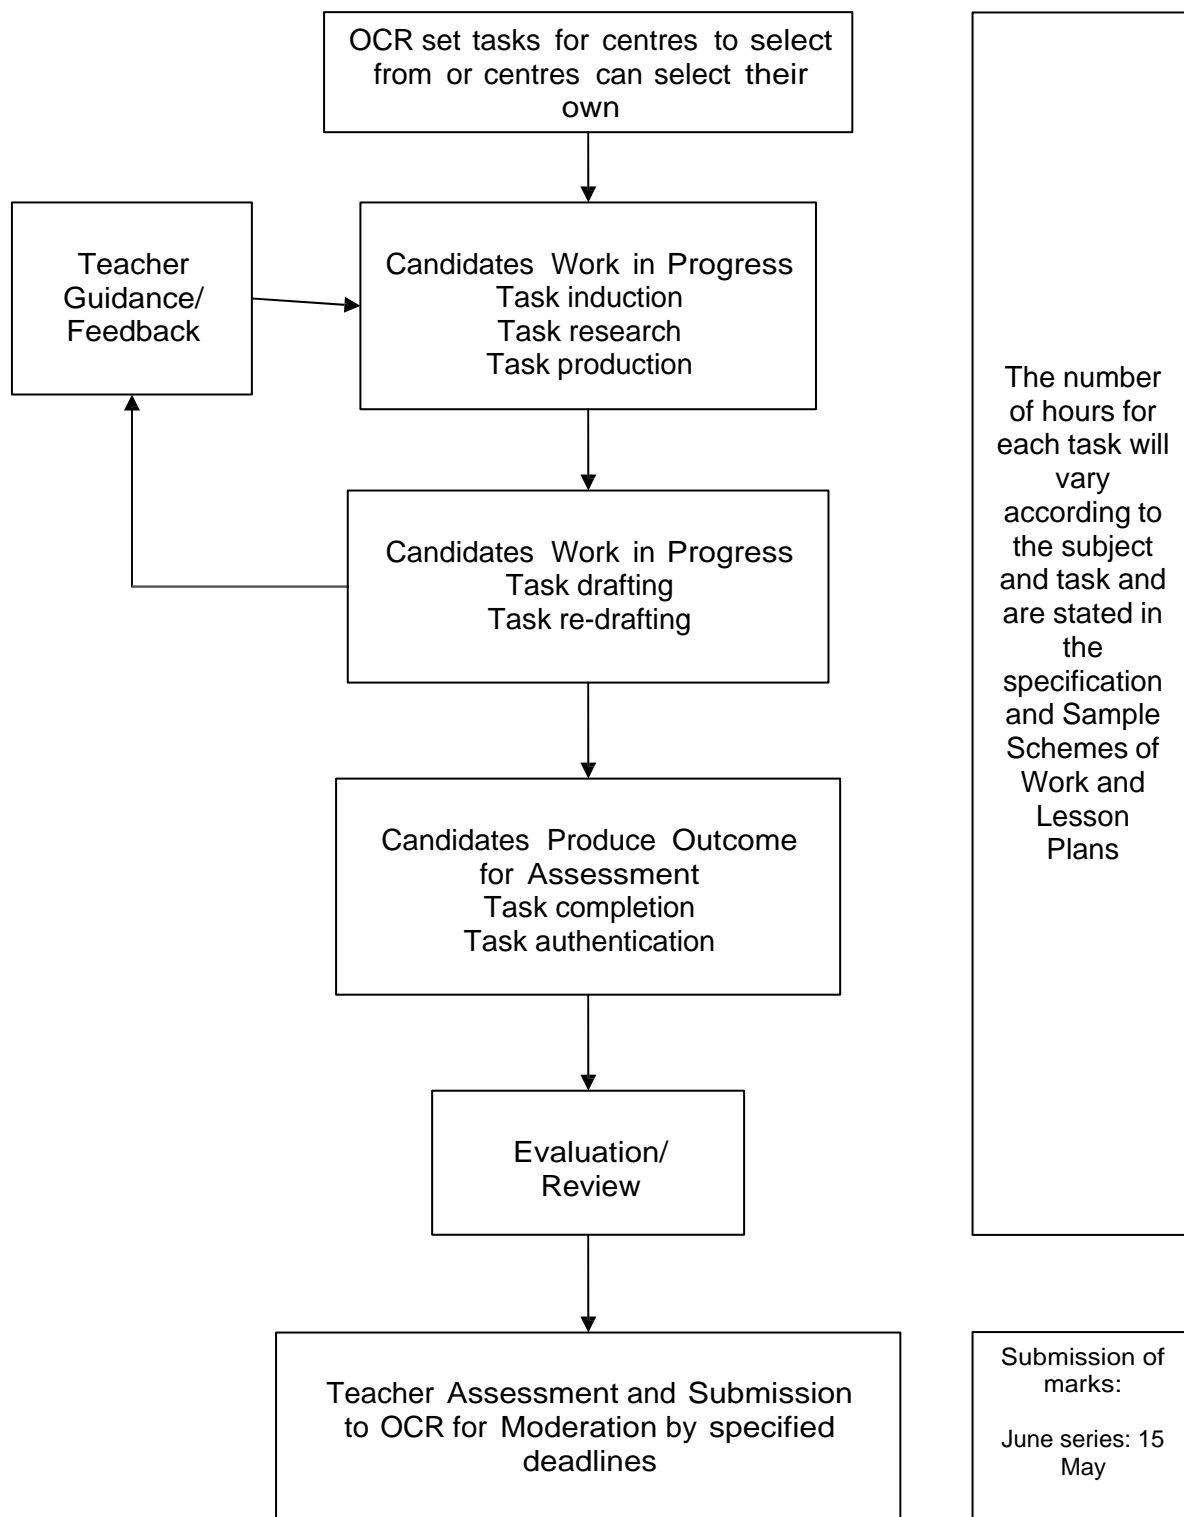 OCR set tasks for centres to select
from or centres can select their
own
Teacher
Guidance/
Feedback
Candidates Work in Progress
Task induction
Task research
Task production
Candidates Work in Progress
Task drafting
Task re-drafting
Candidates Produce Outcome
for Assessment
Task completion
Task authentication
Evaluation/
Review
Teacher Assessment and Submission
to OCR for Moderation by specified
deadlines
The number
of hours for
each task will
vary
according to
the subject
and task and
are stated in
the
specification
and Sample
Schemes of
Work and
Lesson
Plans
Submission of
marks:
June series: 15
May